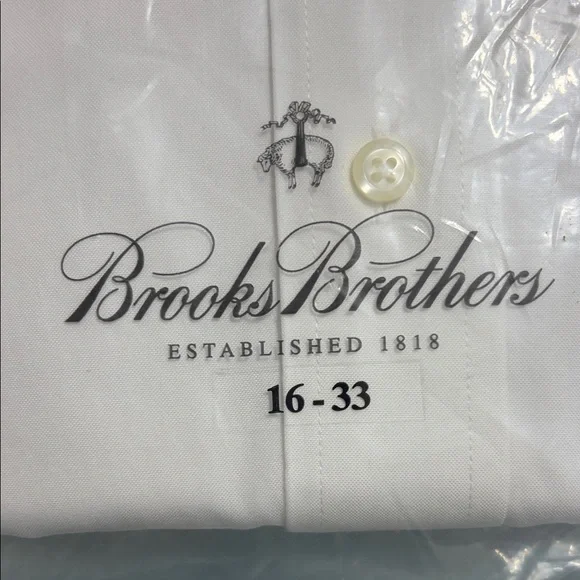 Brooks Brothers
ESTABLISHED 1818
16 - 33